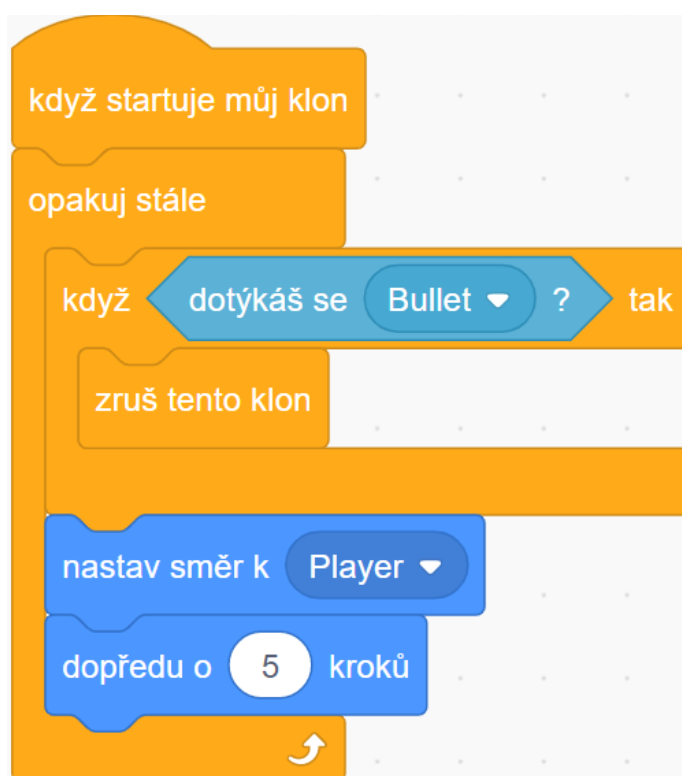 když startuje můj klon
opakuj stále
když dotýkáš se Bullet ? tak
zruš tento klon
nastav směr k Player
dopředu o 5 kroků